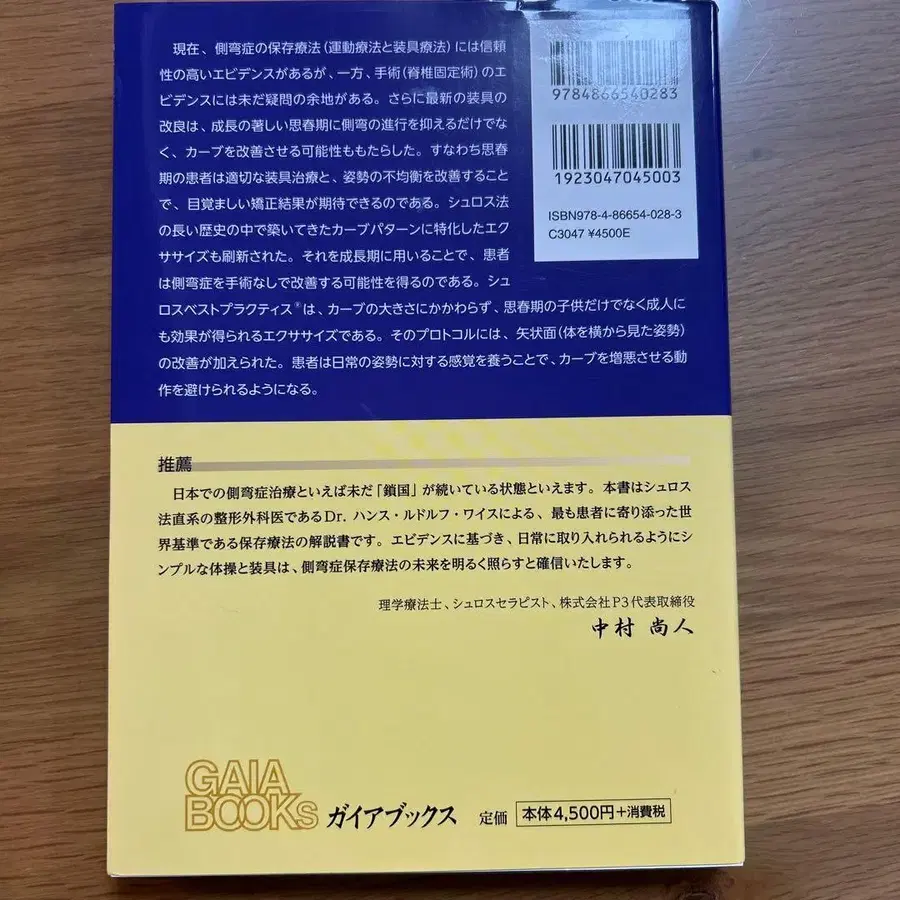 現在、側弯症の保存療法（運動療法と装具療法）には信頼
性の高いエビデンスがあるが、一方、手術（脊椎固定術）のエ
ビデンスには未だ疑問の余地がある。さらに最新の装具の
改良は、成長の著しい思春期に側弯の進行を抑えるだけでな
く、カーブを改善させる可能性ももたらした。すなわち思春
期の患者は適切な装具治療と、姿勢の不均衡を改善すること
で、目覚ましい矯正結果が期待できるのである。シュロス法
の長い歴史の中で築いてきたカーブパターンに特化したエク
ササイズも刷新された。それを成長期に用いることで、患者
は側弯症を手術なしで改善する可能性を得るのである。シュ
ロスベストプラクティス®は、カーブの大きさにかかわらず、思春期の子供だけでなく成人に
も効果が得られるエクササイズである。そのプロトコルには、矢状面（体を横から見た姿勢）
の改善が加えられた。患者は日常の姿勢に対する感覚を養うことで、カーブを増悪させる動
作を避けられるようになる。
9784866540283
1923047045003
ISBN978-4-86654-028-3
C3047 ¥4500E
推薦
日本での側弯症治療といえば未だ「鎖国」が続いている状態といえます。本書はシュロス
法直系の整形外科医であるDr. ハンス・ルドルフ・ワイスによる、最も患者に寄り添った世
界基準である保存療法の解説書です。エビデンスに基づき、日常に取り入れられるようにシ
ンプルな体操と装具は、側弯症保存療法の未来を明るく照らすと確信いたします。
理学療法士、シュロスセラピスト、株式会社P3代表取締役
中村 尚人
GAIA
BOOKs ガイアブックス 定価 本体4,500円+消費税